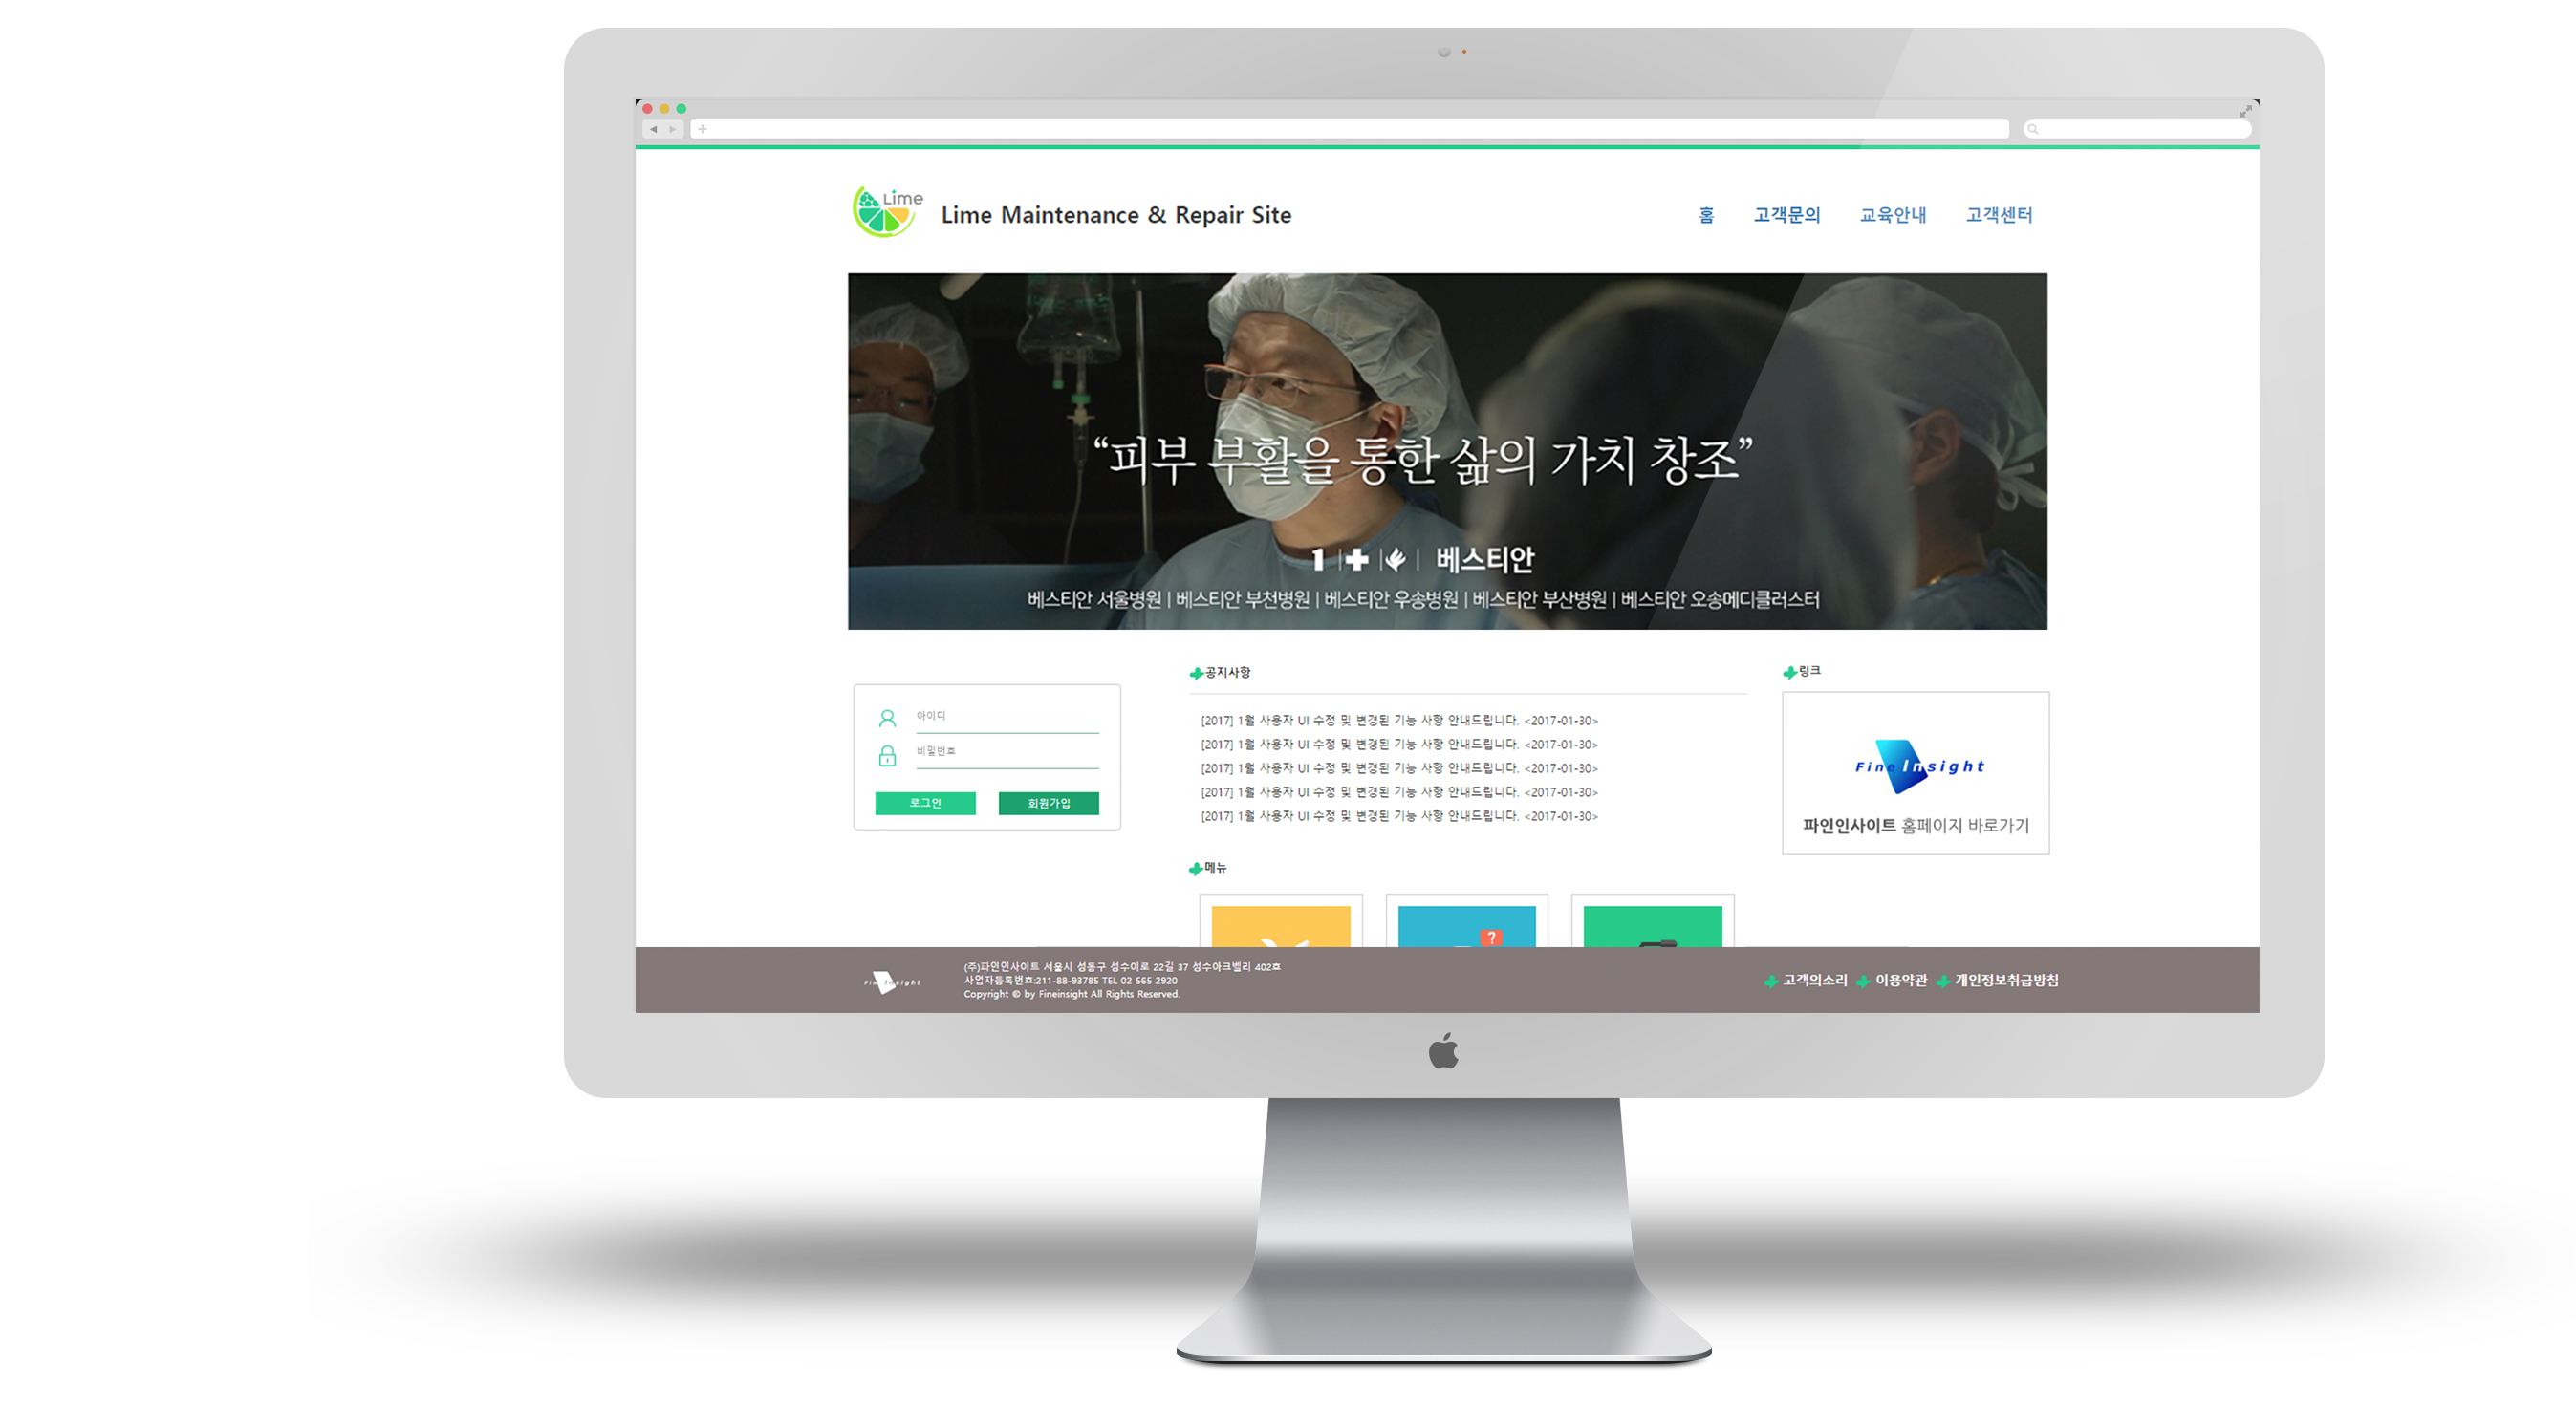 Lime
Lime Maintenance & Repair Site
홈 고객문의 교육안내 고객센터
“피부 부활을 통한 삶의 가치 창조”
1 베스티안
베스티안 서울병원 | 베스티안 부천병원 | 베스티안 우송병원 | 베스티안 부산병원 | 베스티안 오송메디클러스터
아이디
비밀번호
로그인 회원가입
공지사항
[2017] 1월 사용자 UI 수정 및 변경된 기능 사항 안내드립니다. <2017-01-30>
[2017] 1월 사용자 UI 수정 및 변경된 기능 사항 안내드립니다. <2017-01-30>
[2017] 1월 사용자 UI 수정 및 변경된 기능 사항 안내드립니다. <2017-01-30>
[2017] 1월 사용자 UI 수정 및 변경된 기능 사항 안내드립니다. <2017-01-30>
[2017] 1월 사용자 UI 수정 및 변경된 기능 사항 안내드립니다. <2017-01-30>
메뉴
?
링크
Fine Insight
파인인사이트 홈페이지 바로가기
Fine Insight
(주)파인인사이트 서울시 성동구 성수이로 22길 37 성수아크밸리 402호
사업자등록번호:211-88-93785 TEL 02 565 2920
Copyright © by Fineinsight All Rights Reserved.
고객의소리 이용약관 개인정보취급방침